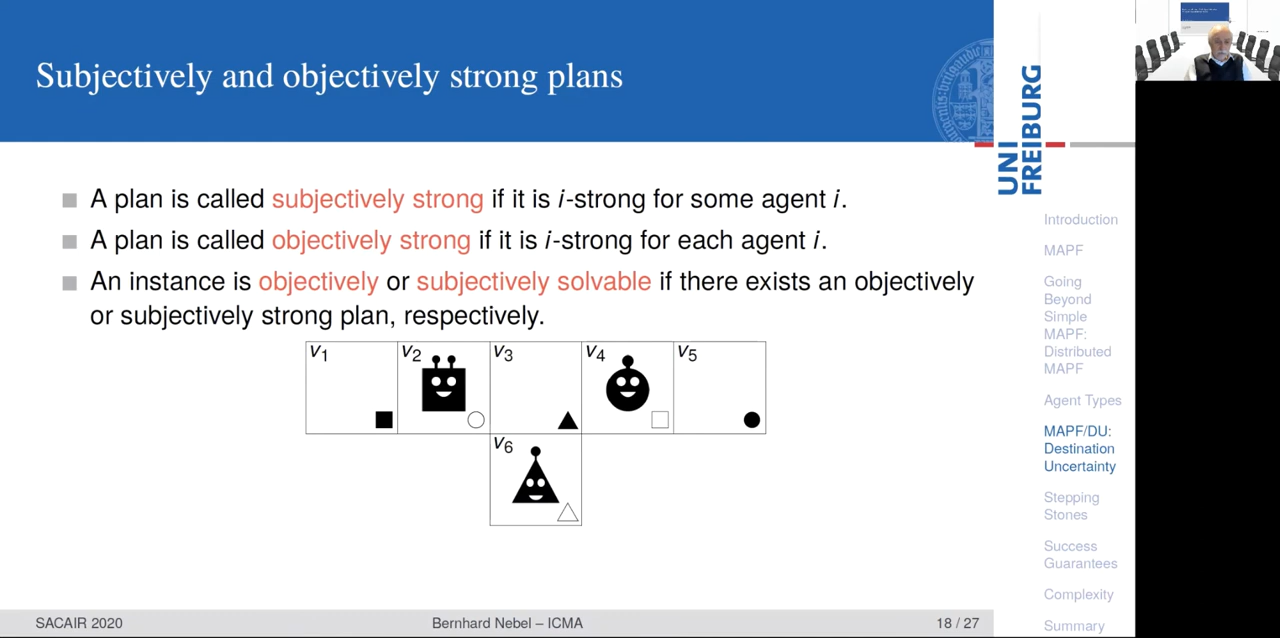 Subjectively and objectively strong plans
UNI
FREIBURG
A plan is called subjectively strong if it is i-strong for some agent i.
A plan is called objectively strong if it is i-strong for each agent i.
An instance is objectively or subjectively solvable if there exists an objectively
or subjectively strong plan, respectively.
v1 v2 v3 v4 v5
v6
Introduction
MAPF
Going
Beyond
Simple
MAPF:
Distributed
MAPF
Agent Types
MAPF/DU:
Destination
Uncertainty
Stepping
Stones
Success
Guarantees
Complexity
Summary
SACAIR 2020 Bernhard Nebel – ICMA 18 / 27